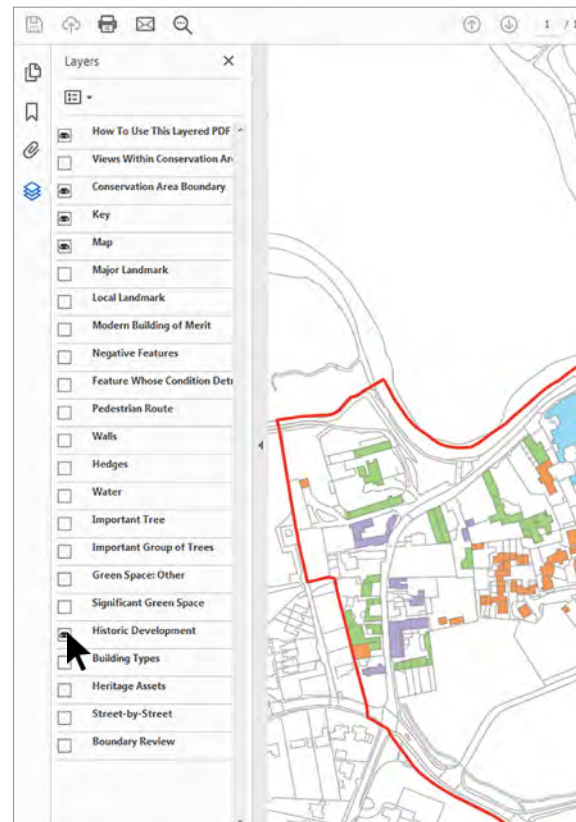 1 / 1
Layers
How To Use This Layered PDF
Views Within Conservation Are
Conservation Area Boundary
Key
Map
Major Landmark
Local Landmark
Modern Building of Merit
Negative Features
Feature Whose Condition Detr
Pedestrian Route
Walls
Hedges
Water
Important Tree
Important Group of Trees
Green Space: Other
Significant Green Space
Historic Development
Building Types
Heritage Assets
Street-by-Street
Boundary Review